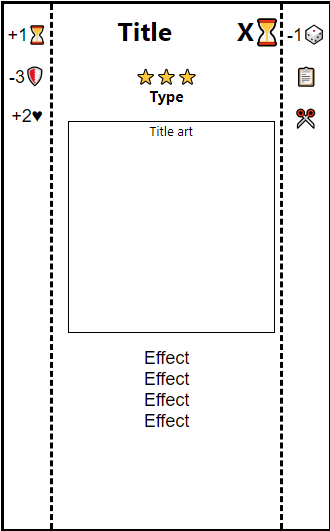 +1
-3
+2♥
Title
X
Type
Title art
Effect
Effect
Effect
Effect
-1